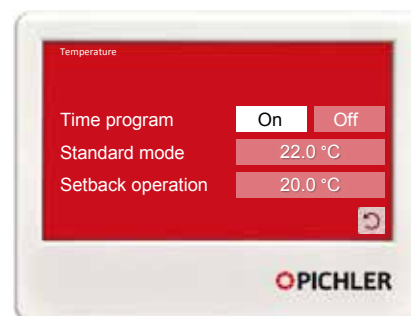 Temperature
Time program On Off
Standard mode 22.0 °C
Setback operation 20.0 °C
PICHLER